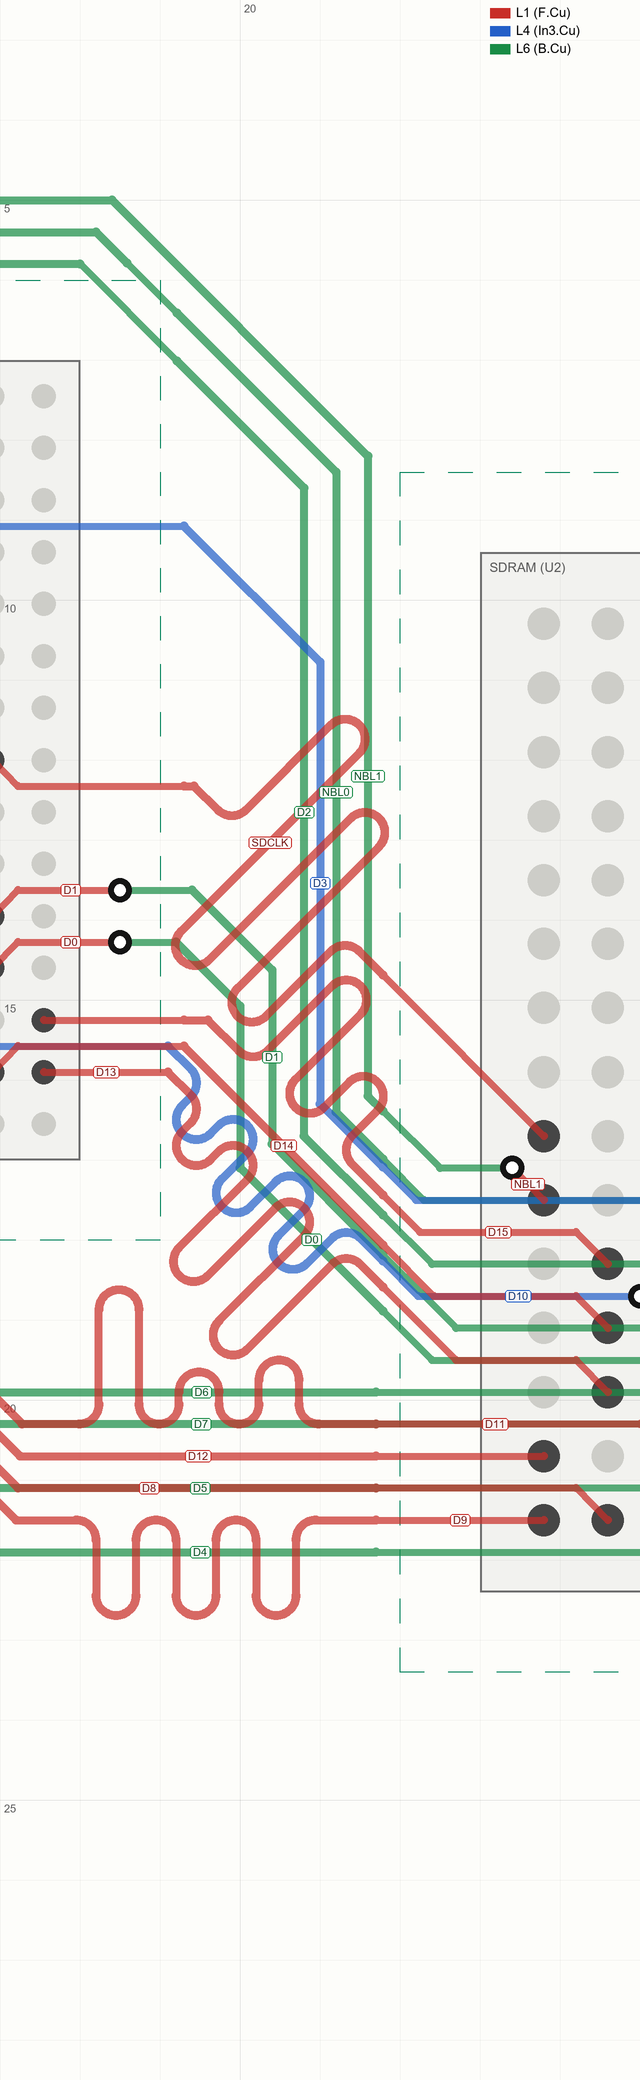 20
L1 (F.Cu)
L4 (In3.Cu)
L6 (B.Cu)
5
SDRAM (U2)
10
NBL1
NBL0
D2
SDCLK
D3
D1
D0
15
D1
D13
D14
NBL1
D15
D0
D10
D6
20
D7
D11
D12
D8
D5
D9
D4
25